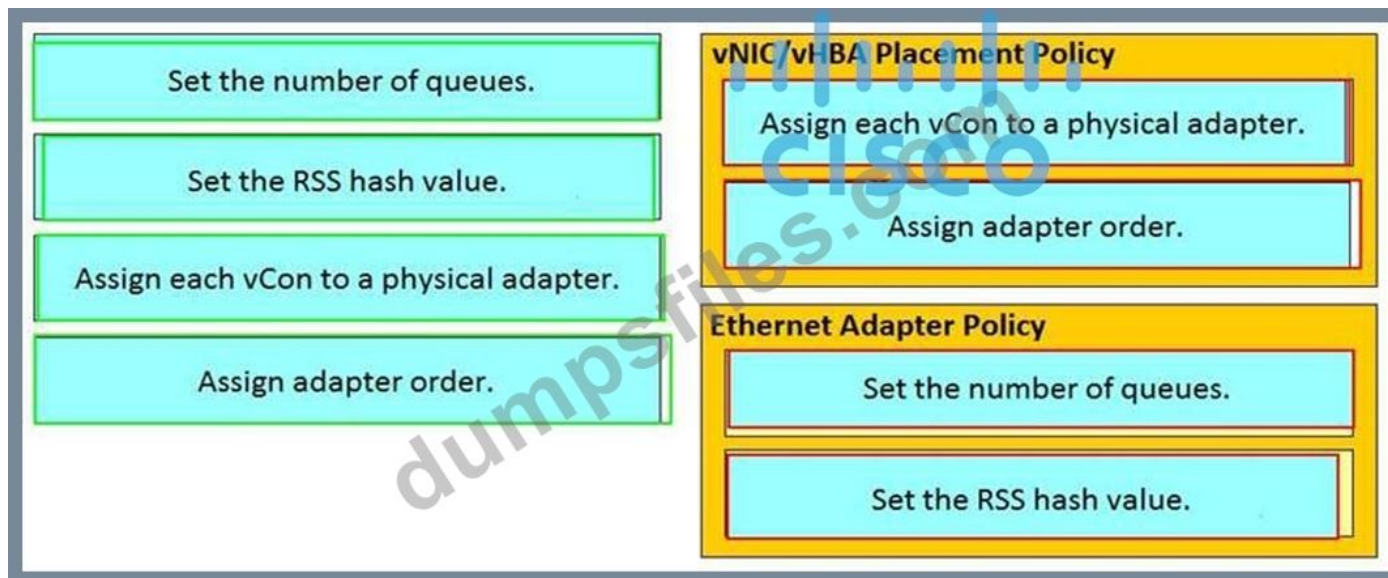 Set the number of queues.
Set the RSS hash value.
Assign each vCon to a physical adapter.
Assign adapter order.
vNIC/vHBA Placement Policy
Assign each vCon to a physical adapter.
Assign adapter order.
Ethernet Adapter Policy
Set the number of queues.
Set the RSS hash value.
CISCO
dumpsfiles.com